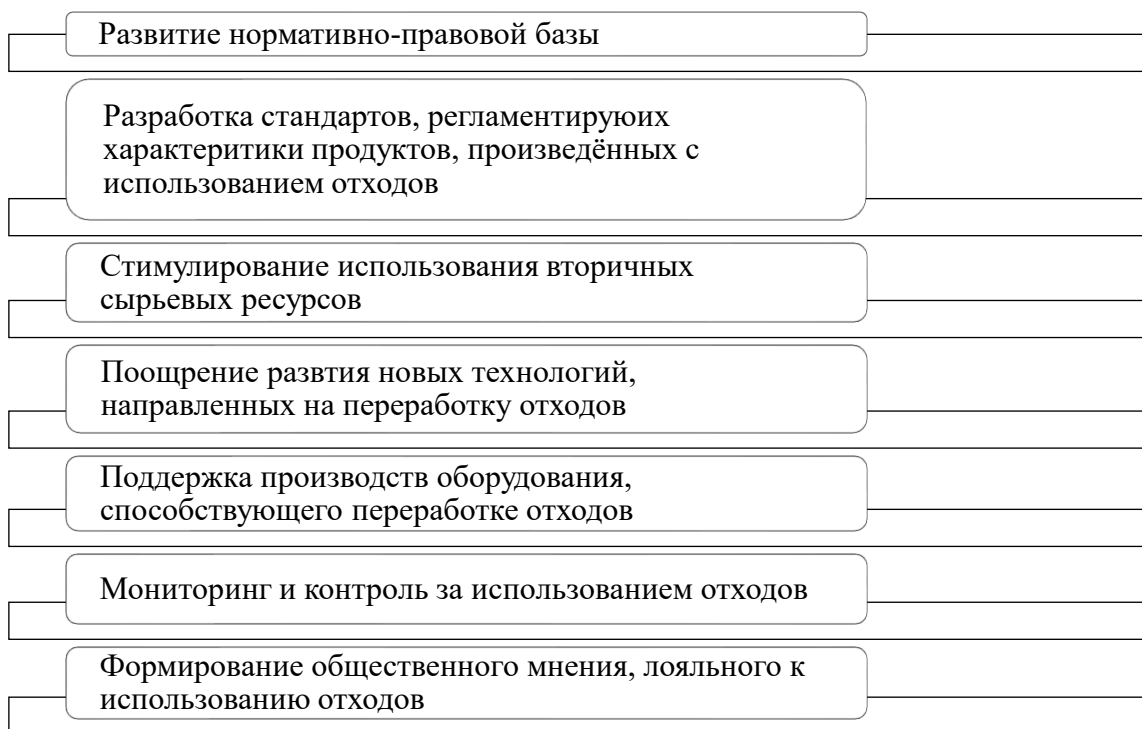 Развитие нормативно-правовой базы
Разработка стандартов, регламентируюих
характеритики продуктов, произведённых с
использованием отходов
Стимулирование использования вторичных
сырьевых ресурсов
Поощрение развтия новых технологий,
направленных на переработку отходов
Поддержка производств оборудования,
способствующего переработке отходов
Мониторинг и контроль за использованием отходов
Формирование общественного мнения, лояльного к
использованию отходов